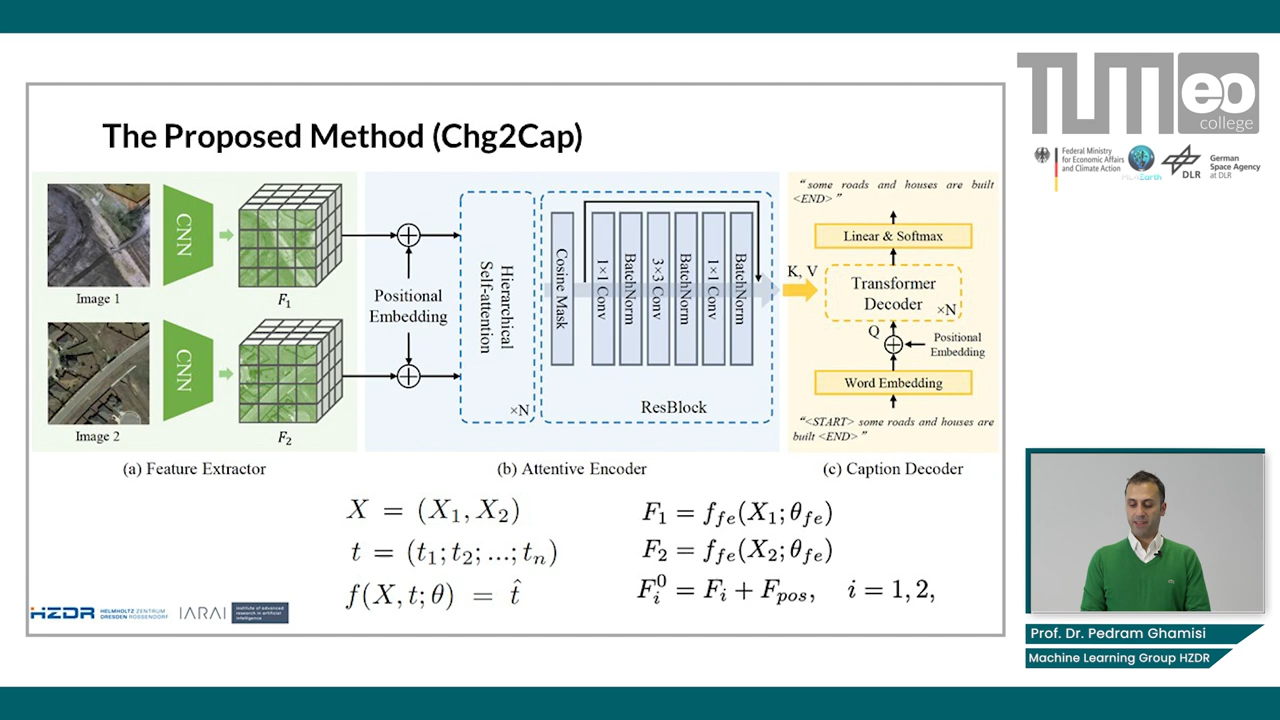 The Proposed Method (Chg2Cap)
CNN
Image 1
F₁
CNN
Image 2
F₂
(a) Feature Extractor
Positional
Embedding
Hierarchical
Self-attention
×N
Cosine Mask
1×1 Conv
BatchNorm
3×3 Conv
BatchNorm
1×1 Conv
BatchNorm
ResBlock
(b) Attentive Encoder
K, V
“ some roads and houses are built
<END> ”
Linear & Softmax
Transformer
Decoder
×N
Q
Positional
Embedding
Word Embedding
“<START> some roads and houses are
built <END> ”
(c) Caption Decoder
X = (X₁, X₂)
t = (t₁; t₂; ...; tₙ)
f(X, t; θ) = t̂
F₁ = f_fe(X₁; θ_fe)
F₂ = f_fe(X₂; θ_fe)
F_i^0 = F_i + F_pos, i = 1, 2,
HZDR
HELMHOLTZ ZENTRUM
DRESDEN ROSSENDORF
IARAI
institute of advanced
research in artificial
intelligence
TUM eo
college
Federal Ministry
for Economic Affairs
and Climate Action
DLR
German
Space Agency
at DLR
Prof. Dr. Pedram Ghamisi
Machine Learning Group HZDR